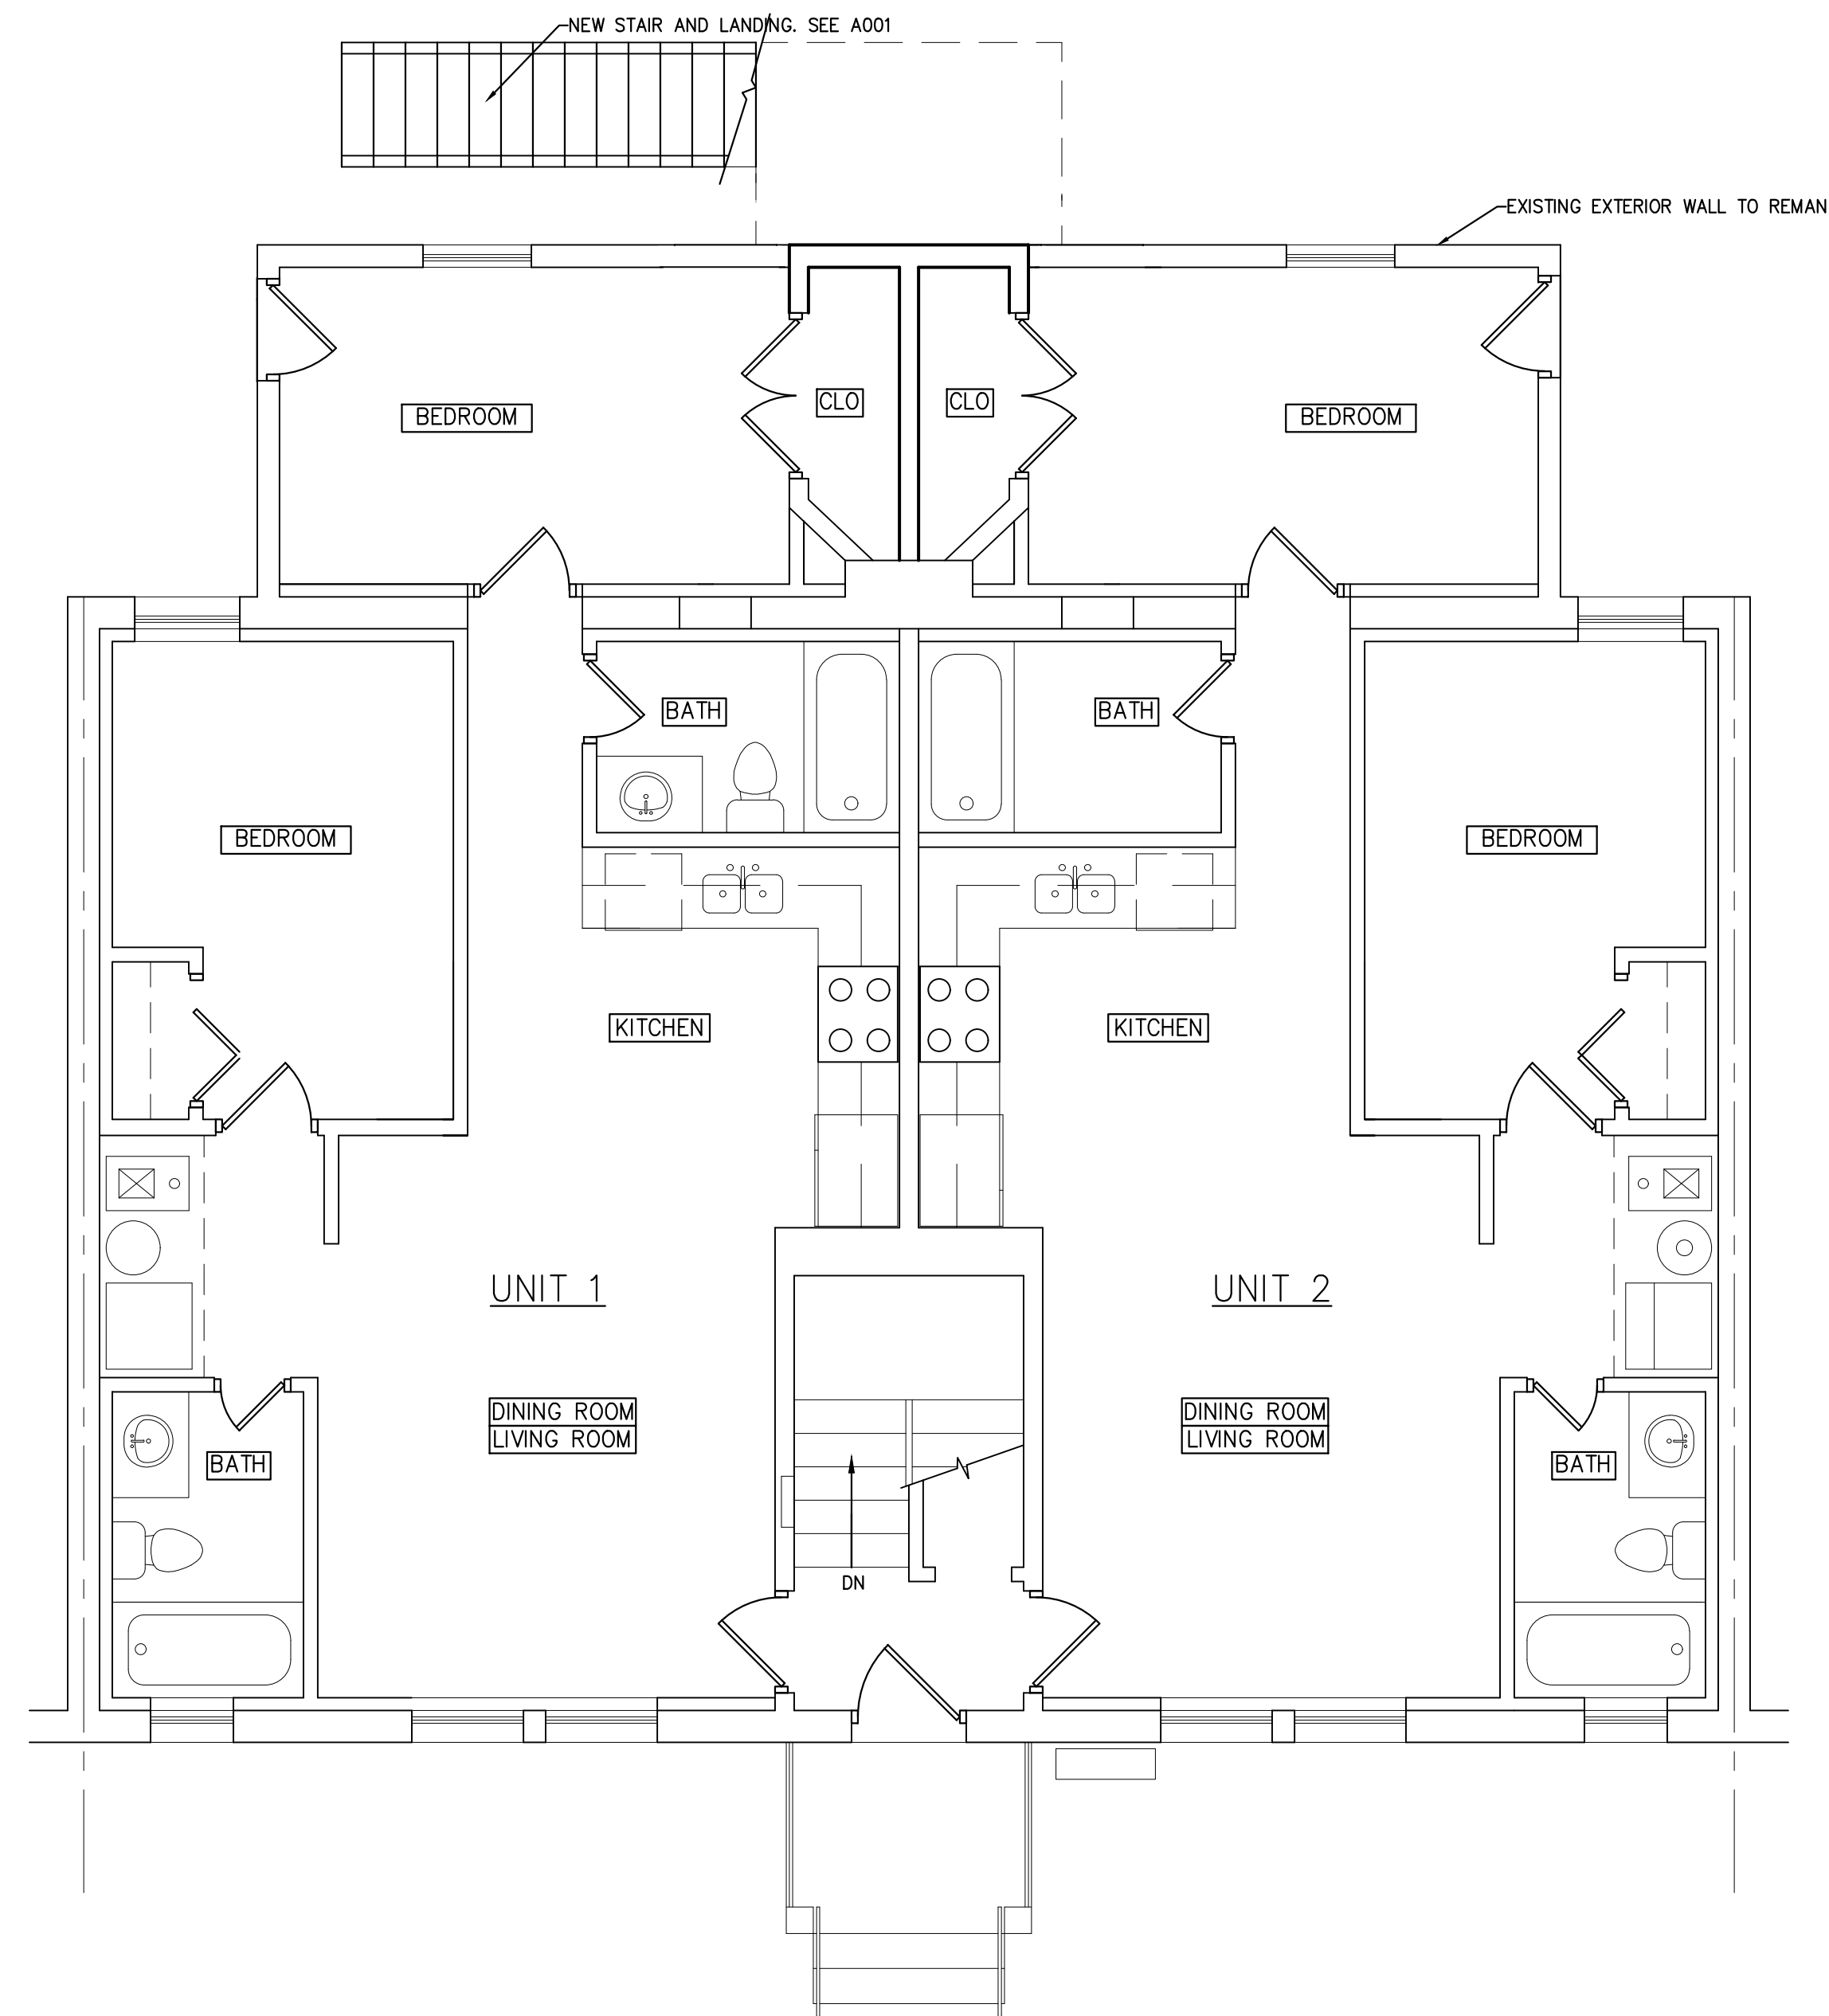 NEW STAIR AND LANDING. SEE A001
EXISTING EXTERIOR WALL TO REMAN
BEDROOM
CLO
CLO
BEDROOM
BATH
BATH
BEDROOM
BEDROOM
KITCHEN
KITCHEN
UNIT 1
UNIT 2
DINING ROOM
LIVING ROOM
DINING ROOM
LIVING ROOM
BATH
BATH
DN